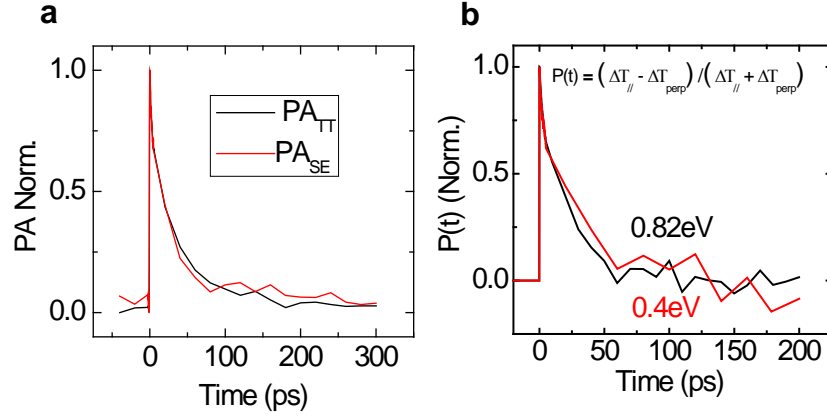 a
PA Norm.
1.0
0.5
0.0
PA_TT
PA_SE
0 100 200 300
Time (ps)
b
P(t) (Norm.)
1.0
0.5
0.0
P(t) = (ΔT_// - ΔT_perp) /(ΔT_// + ΔT_perp)
0.82eV
0.4eV
0 50 100 150 200
Time (ps)